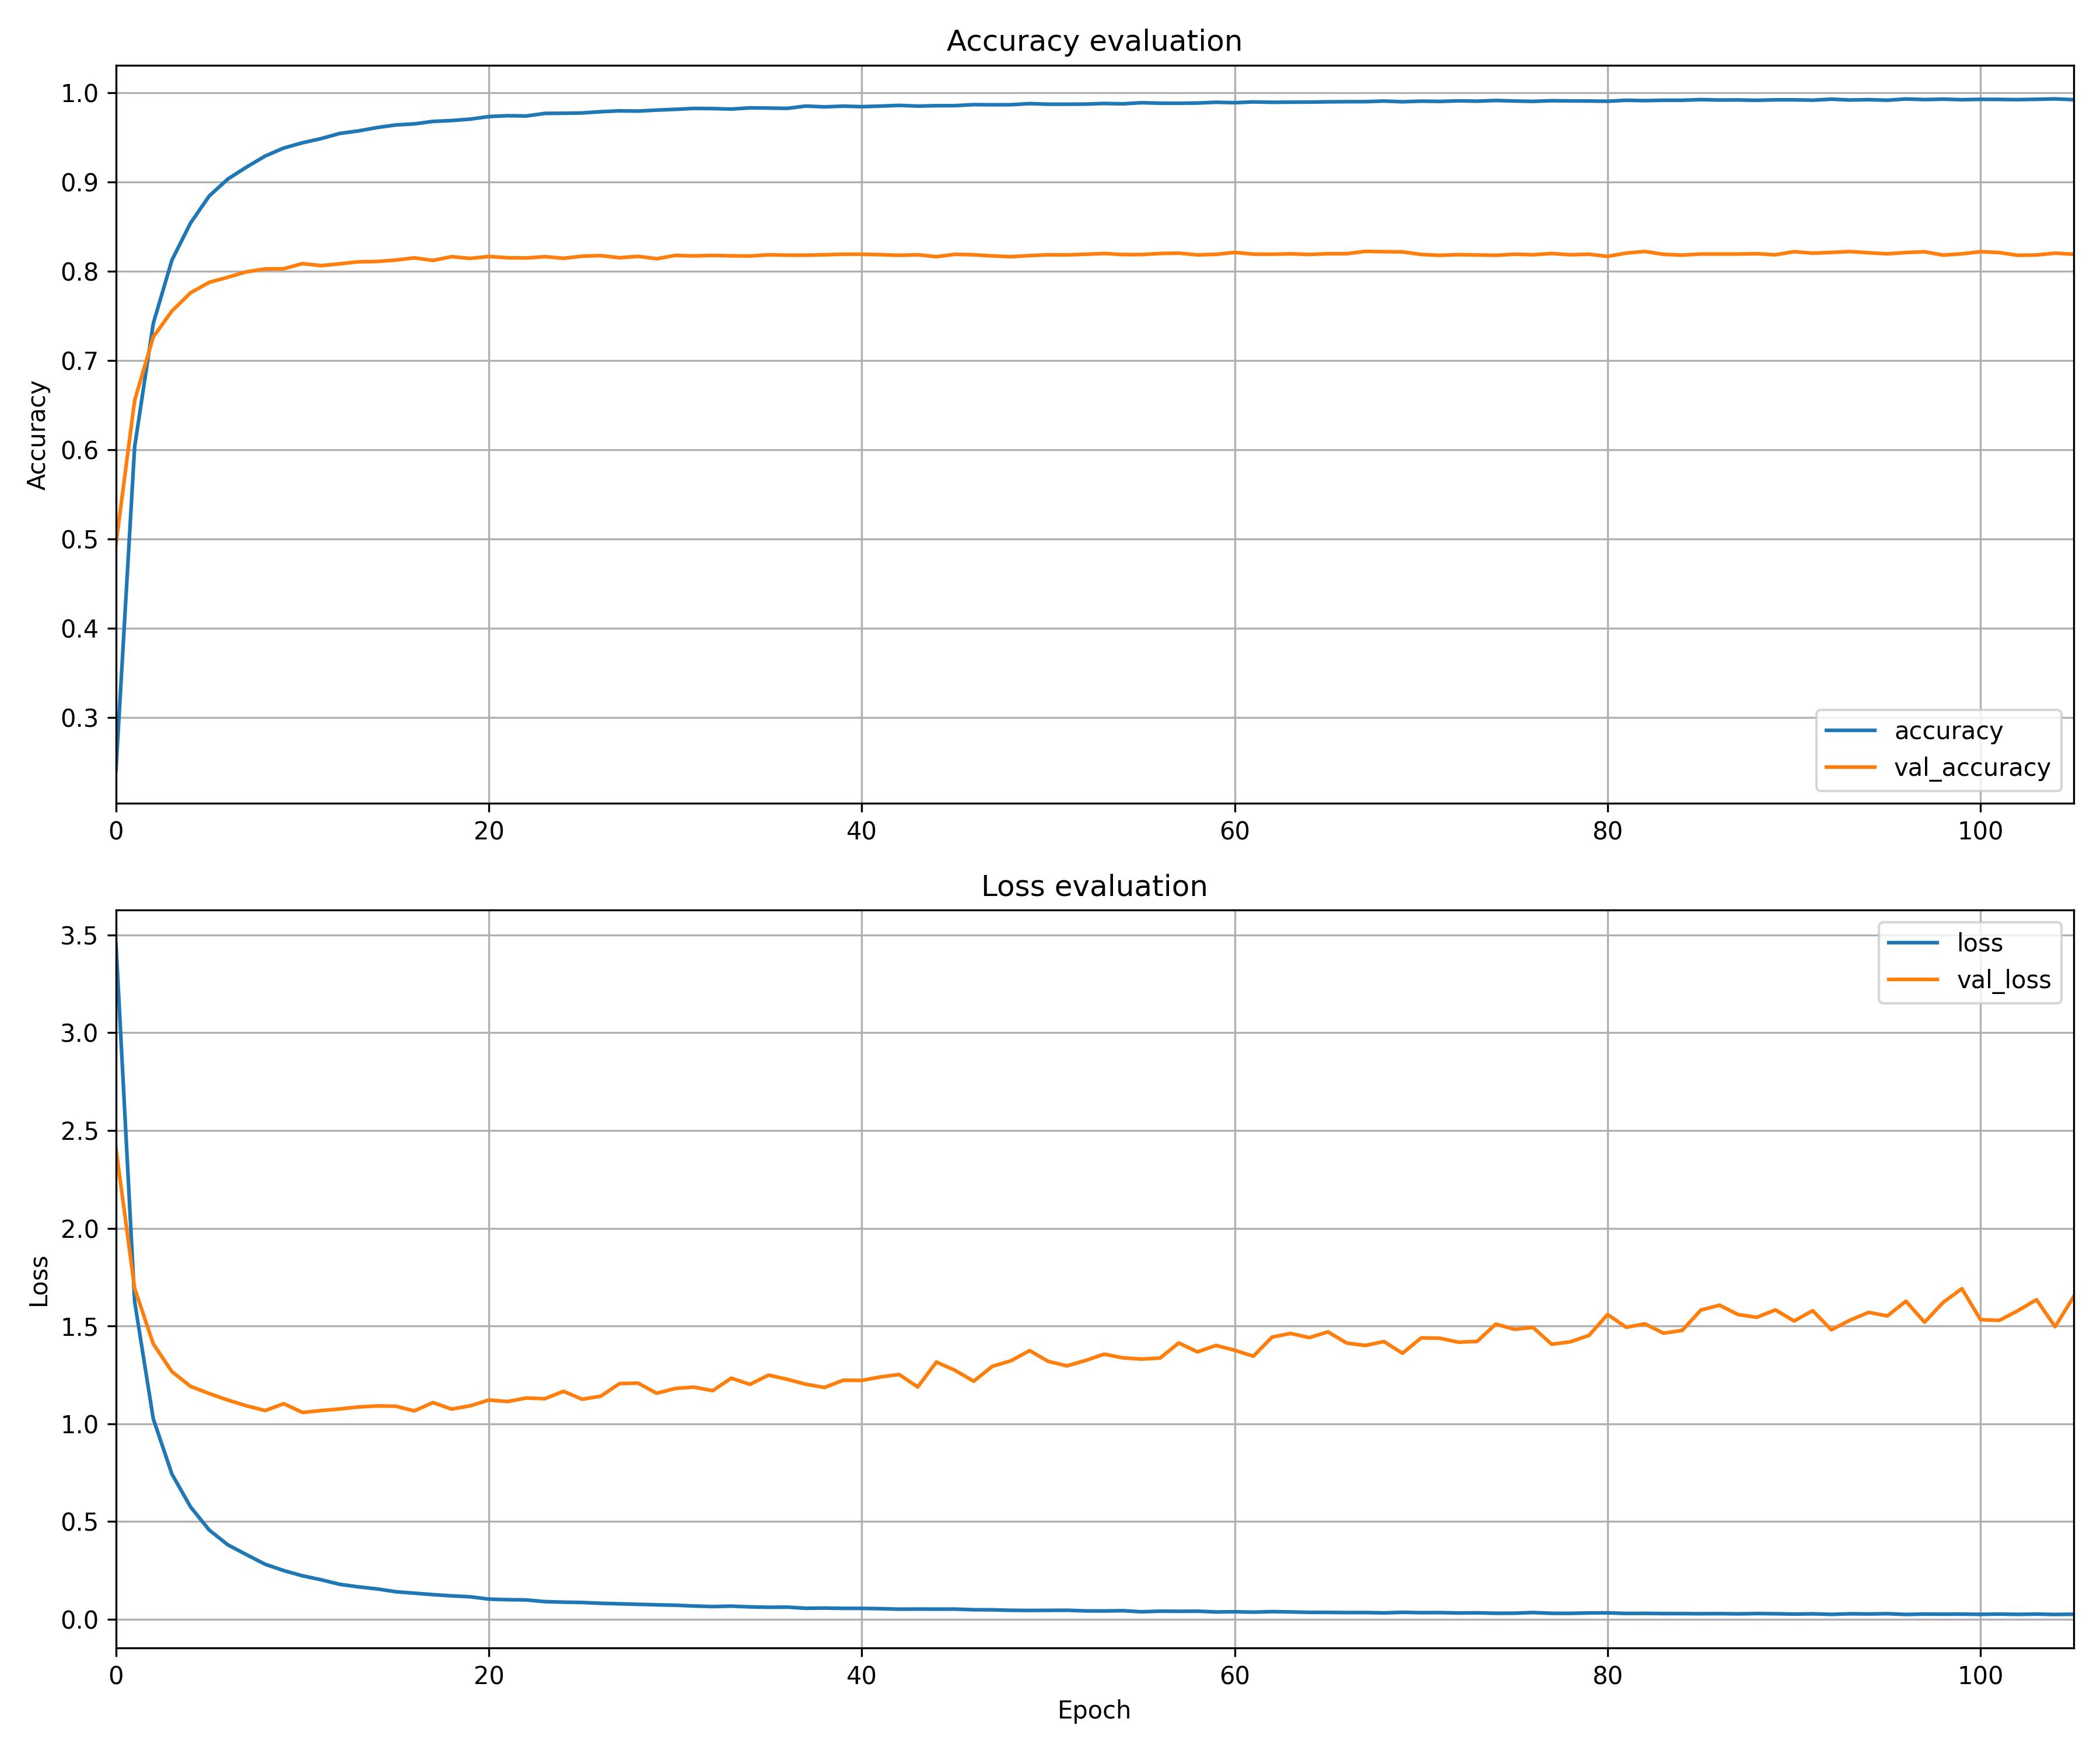 Accuracy evaluation
1.0
0.9
0.8
0.7
0.6
0.5
0.4
0.3
Accuracy
accuracy
val_accuracy
0 20 40 60 80 100
Loss evaluation
3.5
3.0
2.5
2.0
1.5
1.0
0.5
0.0
Loss
loss
val_loss
0 20 40 60 80 100
Epoch